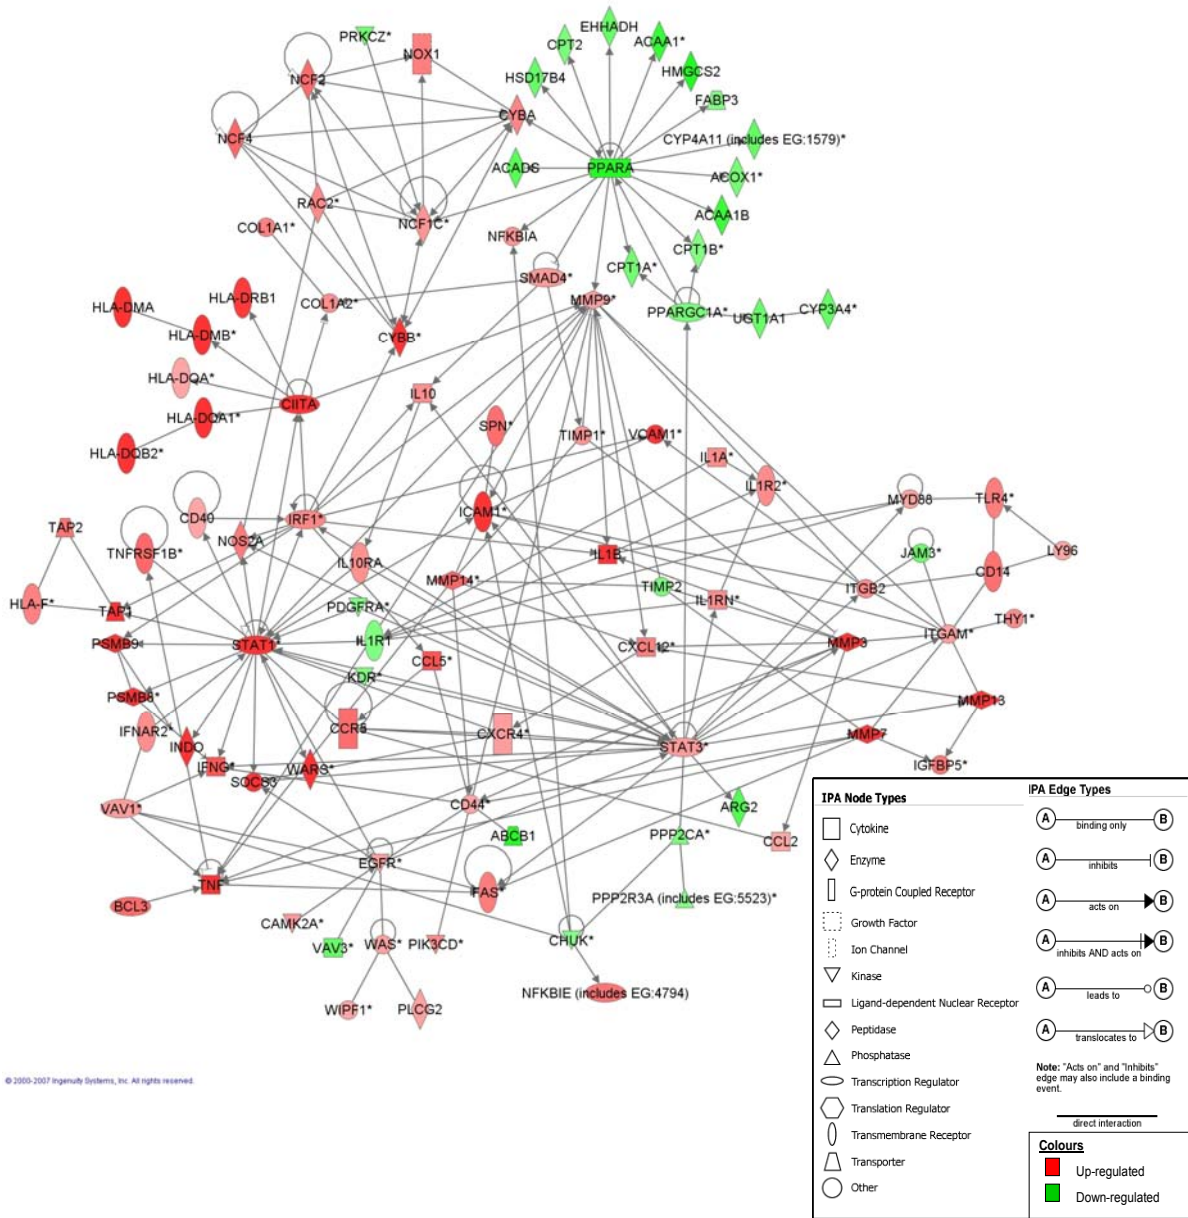 EHHADH
PRKCZ*
CPT2
ACAA1*
NOX1
HMGCS2
NCF2
HSD17B4
FABP3
CYBA
NCF4
CYP4A11 (includes EG:1579)*
ACADS
PPARA
ACOX1*
RAC2*
ACAA1B
COL1A1*
NCF1C*
NFKBIA
CPT1B*
CPT1A*
SMAD4*
HLA-DMA
HLA-DRB1
COL1A2*
MMP9*
PPARGC1A*
UGT1A1
CYP3A4*
HLA-DMB*
CYBB*
HLA-DQA*
IL10
CIITA
HLA-DQA1*
SPN*
TIMP1*
VCAM1*
HLA-DQB2*
IL1A*
IL1R2*
MYD88
TLR4*
ICAM1*
TAP2
CD40
IRF1*
NOS2A
TNFRSF1B*
IL10RA
IL1B
JAM3*
LY96
CD14
MMP14*
TIMP2
ITGB2
HLA-F*
TAP1
PDGFRA*
IL1RN*
THY1*
PSMB9*
STAT1*
IL1R1
CXCL12*
MMP3
ITGAM*
CCL5*
KDR*
PSMB8*
MMP13
IFNAR2*
CCR5
CXCR4*
MMP7
INDO
STAT3*
IFNG*
WARS*
IGFBP5*
SOCS3
VAV1*
CD44*
ARG2
ABCB1
PPP2CA*
CCL2
EGFR*
TNF
FAS*
BCL3
PPP2R3A (includes EG:5523)*
CAMK2A*
VAV3*
WAS*
PIK3CD*
CHUK*
NFKBIE (includes EG:4794)
WIPF1*
PLCG2
© 2000-2007 Ingenuity Systems, Inc. All rights reserved.
IPA Node Types
Cytokine
Enzyme
G-protein Coupled Receptor
Growth Factor
Ion Channel
Kinase
Ligand-dependent Nuclear Receptor
Peptidase
Phosphatase
Transcription Regulator
Translation Regulator
Transmembrane Receptor
Transporter
Other
IPA Edge Types
A binding only B
A inhibits B
A acts on B
A inhibits AND acts on B
A leads to B
A translocates to B
Note: "Acts on" and "Inhibits"
edge may also include a binding
event.
direct interaction
Colours
Up-regulated
Down-regulated